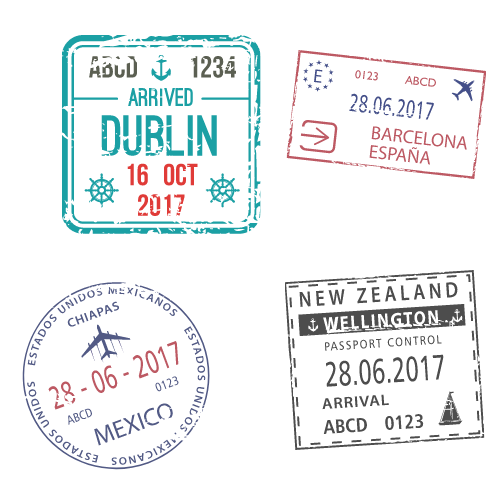 ABCD 1234
ARRIVED
DUBLIN
16 OCT
2017
E 0123 ABCD
28.06.2017
BARCELONA
ESPAÑA
ESTADOS UNIDOS MEXICANOS
ESTADOS UNIDOS MEXICANOS
ESTADOS UNIDOS
CHIAPAS
28-06-2017
ABCD 0123
MEXICO
NEW ZEALAND
WELLINGTON
PASSPORT CONTROL
28.06.2017
ARRIVAL
ABCD 0123